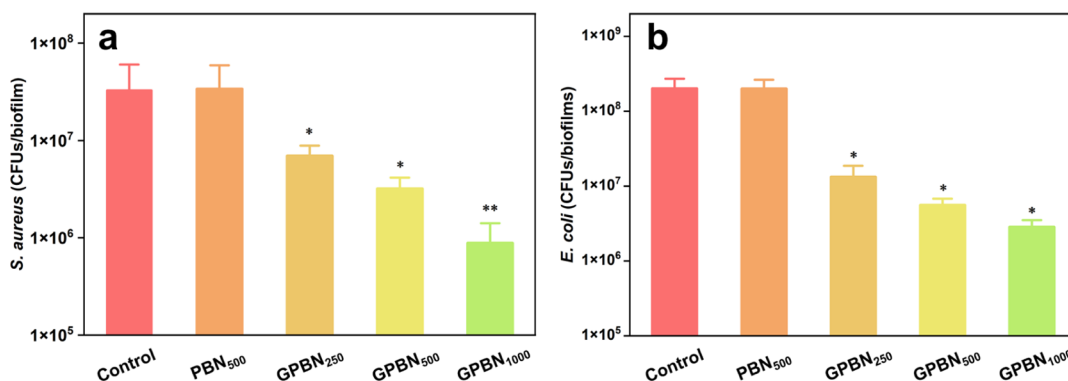 a
S. aureus (CFUs/biofilm)
1×10⁸
1×10⁷
1×10⁶
1×10⁵
*
*
**
Control
PBN₅₀₀
GPBN₂₅₀
GPBN₅₀₀
GPBN₁₀₀₀
b
E. coli (CFUs/biofilms)
1×10⁹
1×10⁸
1×10⁷
1×10⁶
1×10⁵
*
*
*
Control
PBN₅₀₀
GPBN₂₅₀
GPBN₅₀₀
GPBN₁₀₀₀